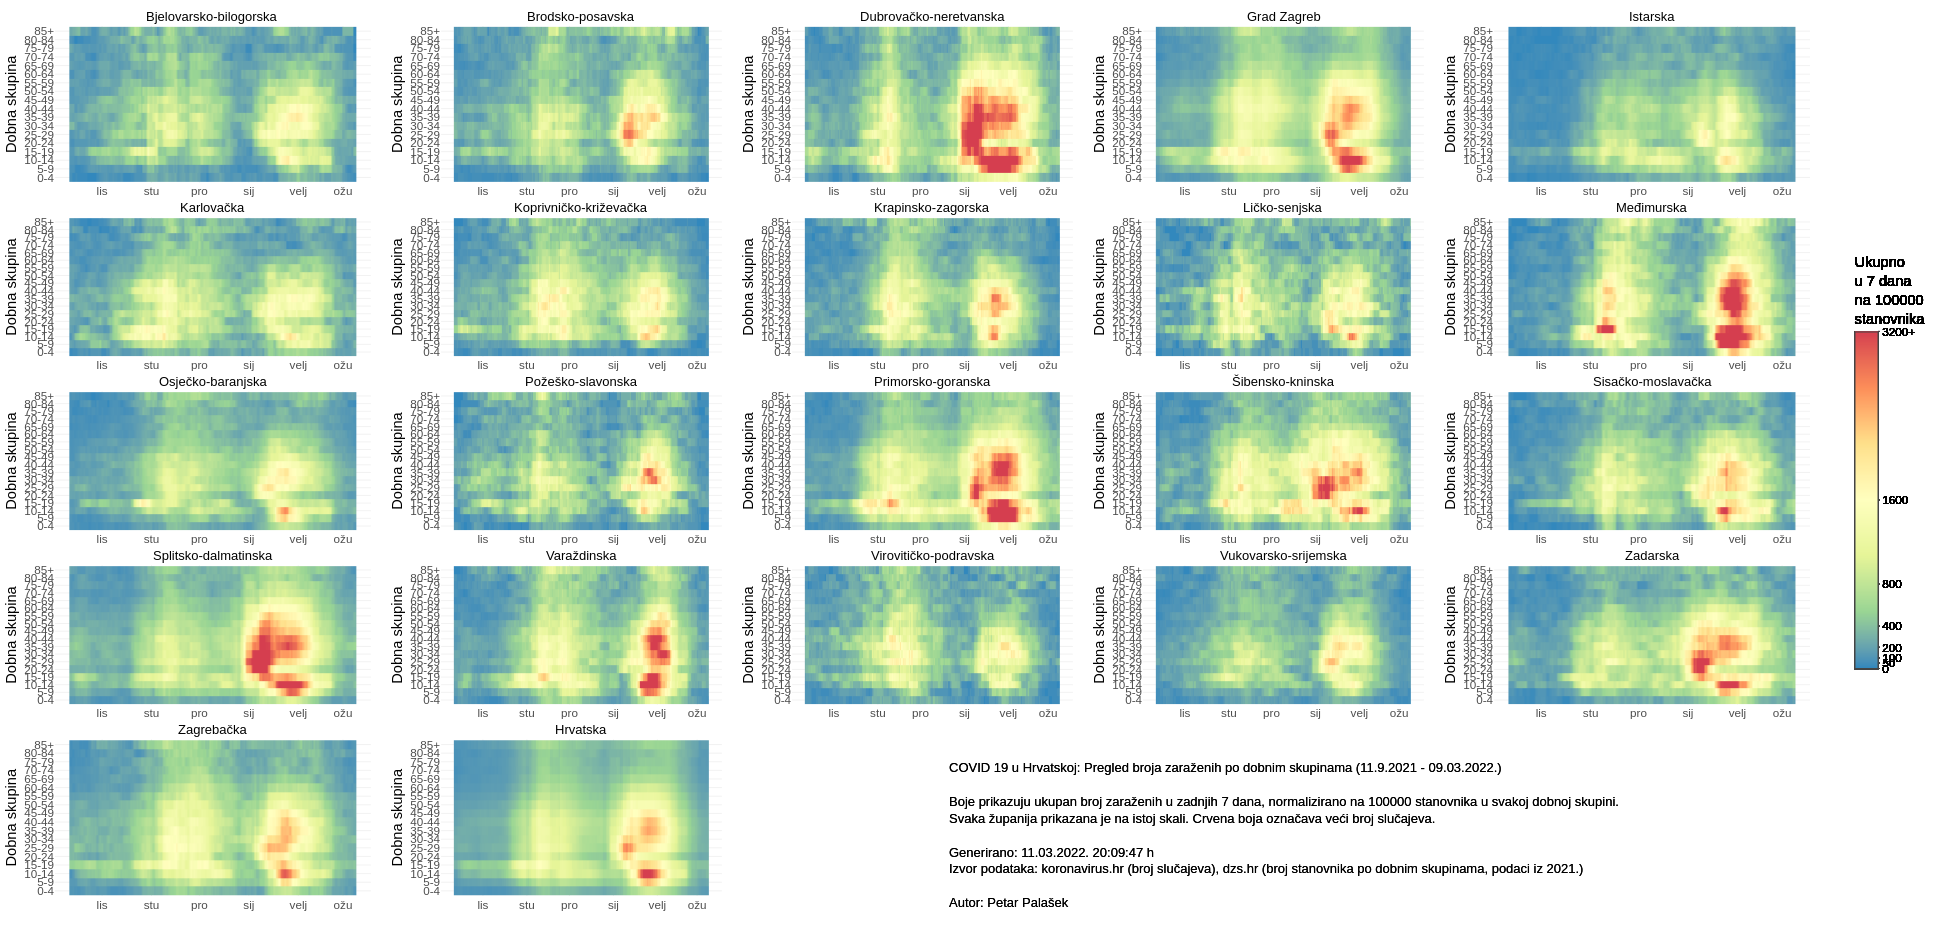 Bjelovarsko-bilogorska
Brodsko-posavska
Dubrovačko-neretvanska
Grad Zagreb
Istarska
Dobna skupina
85+
80-84
75-79
70-74
65-69
60-64
55-59
50-54
45-49
40-44
35-39
30-34
25-29
20-24
15-19
10-14
5-9
0-4
lis stu pro sij velj ožu
Karlovačka
Koprivničko-križevačka
Krapinsko-zagorska
Ličko-senjska
Međimurska
Osječko-baranjska
Požeško-slavonska
Primorsko-goranska
Šibensko-kninska
Sisačko-moslavačka
Splitsko-dalmatinska
Varaždinska
Virovitičko-podravska
Vukovarsko-srijemska
Zadarska
Zagrebačka
Hrvatska
Ukupno
u 7 dana
na 100000
stanovnika
3200+
1600
800
400
200
100
50
0
COVID 19 u Hrvatskoj: Pregled broja zaraženih po dobnim skupinama (11.9.2021 - 09.03.2022.)
Boje prikazuju ukupan broj zaraženih u zadnjih 7 dana, normalizirano na 100000 stanovnika u svakoj dobnoj skupini.
Svaka županija prikazana je na istoj skali. Crvena boja označava veći broj slučajeva.
Generirano: 11.03.2022. 20:09:47 h
Izvor podataka: koronavirus.hr (broj slučajeva), dzs.hr (broj stanovnika po dobnim skupinama, podaci iz 2021.)
Autor: Petar Palašek